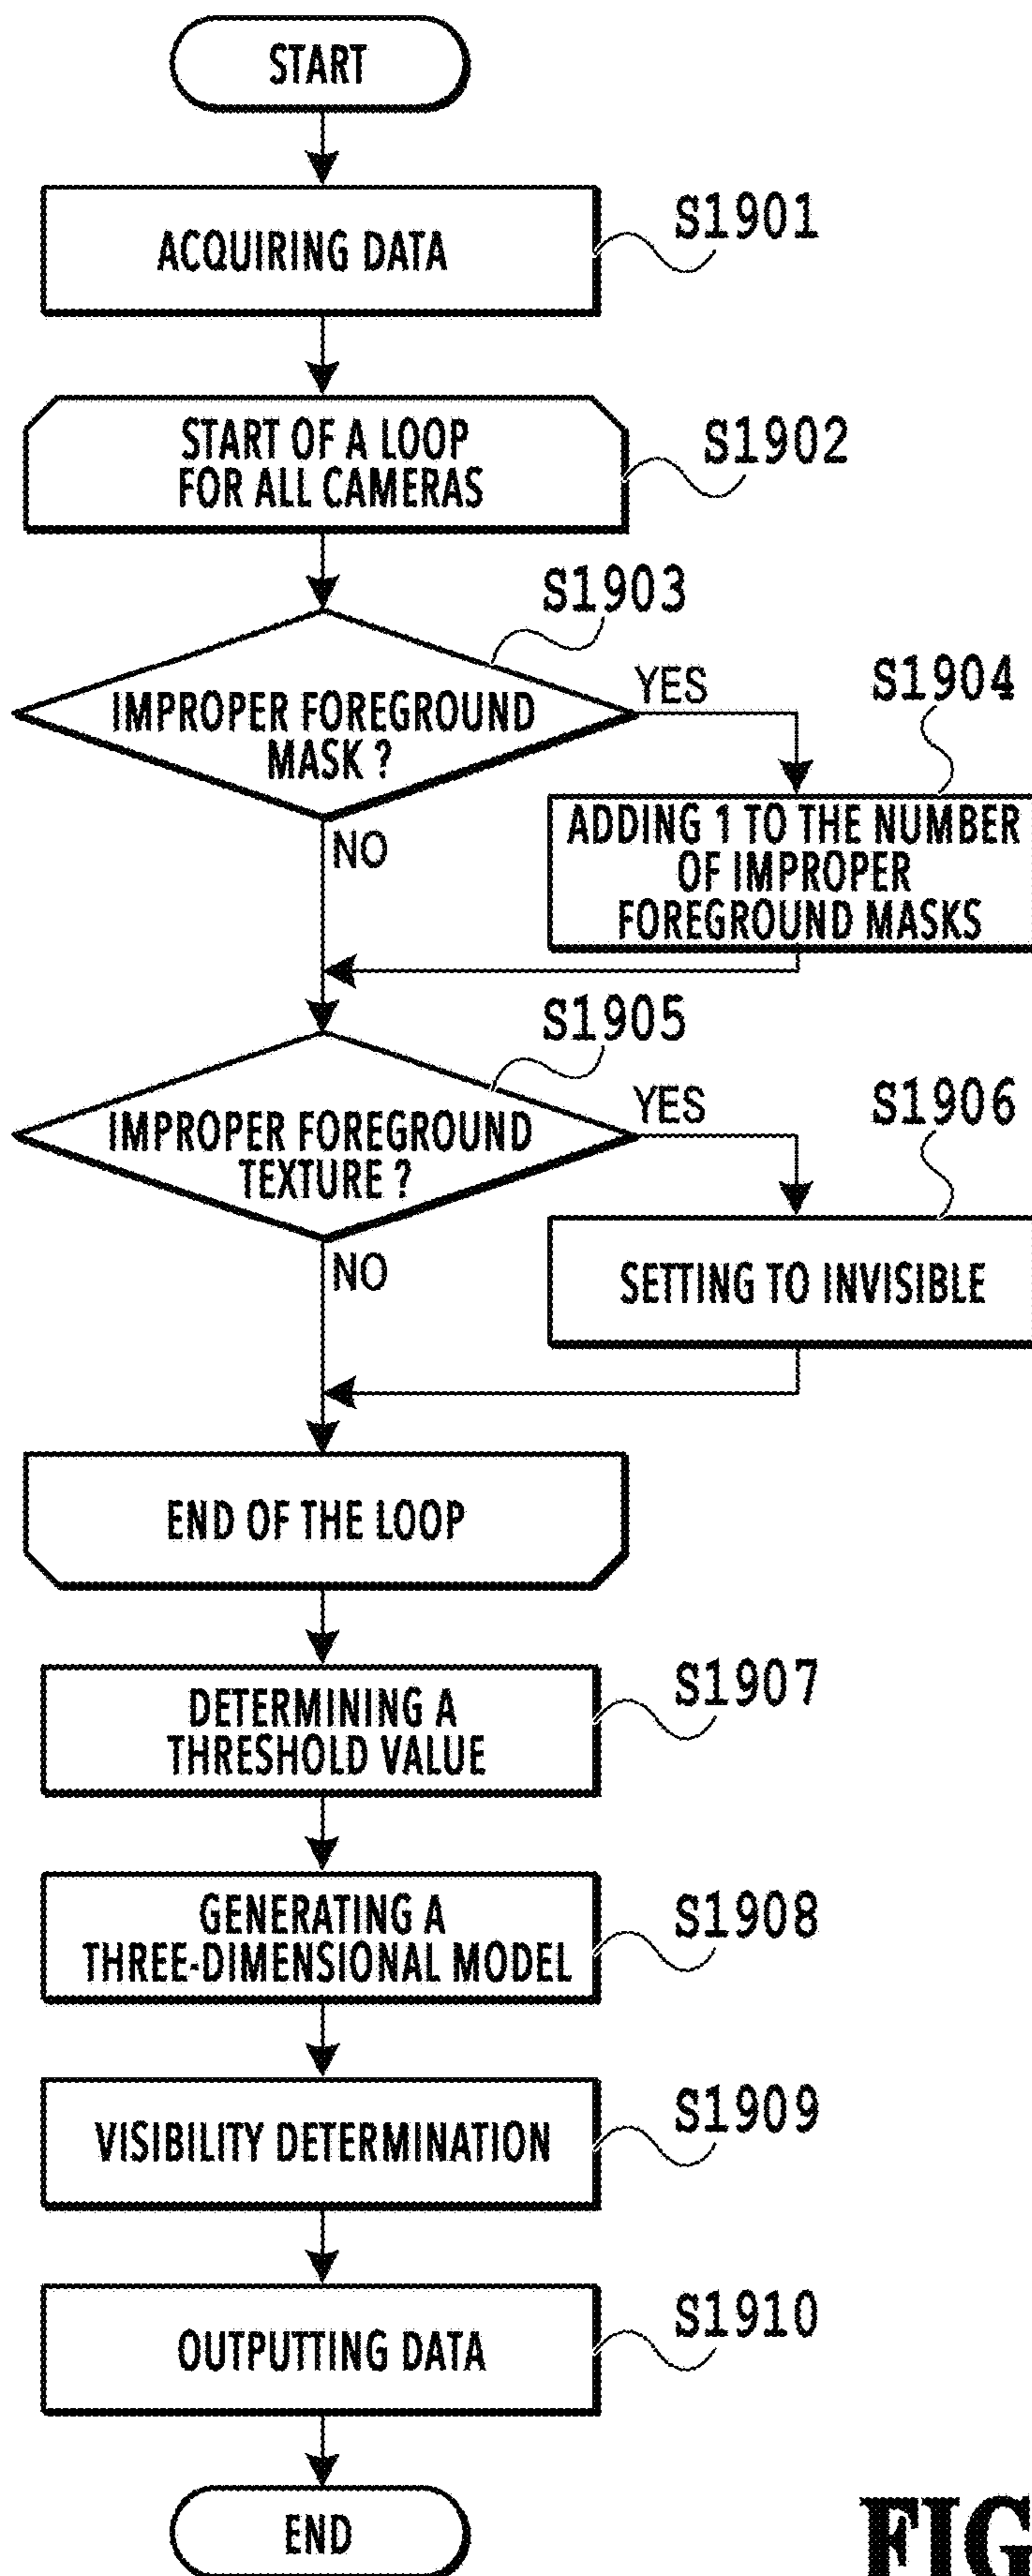 START
ACQUIRING DATA
S1901
START OF A LOOP
FOR ALL CAMERAS
S1902
S1903
IMPROPER FOREGROUND
MASK ?
YES
NO
S1904
ADDING 1 TO THE NUMBER
OF IMPROPER
FOREGROUND MASKS
S1905
IMPROPER FOREGROUND
TEXTURE ?
YES
NO
S1906
SETTING TO INVISIBLE
END OF THE LOOP
DETERMINING A
THRESHOLD VALUE
S1907
GENERATING A
THREE-DIMENSIONAL MODEL
S1908
VISIBILITY DETERMINATION
S1909
OUTPUTTING DATA
S1910
END
FIG